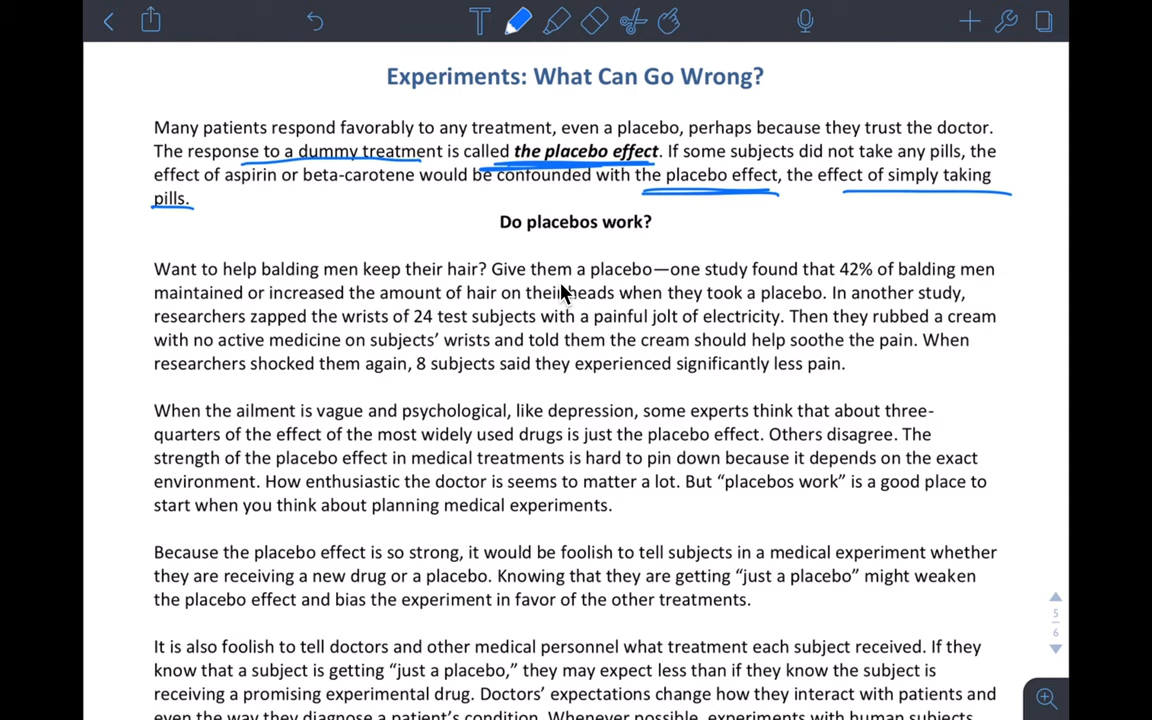 Experiments: What Can Go Wrong?
Many patients respond favorably to any treatment, even a placebo, perhaps because they trust the doctor.
The response to a dummy treatment is called the placebo effect. If some subjects did not take any pills, the
effect of aspirin or beta-carotene would be confounded with the placebo effect, the effect of simply taking
pills.
Do placebos work?
Want to help balding men keep their hair? Give them a placebo—one study found that 42% of balding men
maintained or increased the amount of hair on their heads when they took a placebo. In another study,
researchers zapped the wrists of 24 test subjects with a painful jolt of electricity. Then they rubbed a cream
with no active medicine on subjects’ wrists and told them the cream should help soothe the pain. When
researchers shocked them again, 8 subjects said they experienced significantly less pain.
When the ailment is vague and psychological, like depression, some experts think that about three-
quarters of the effect of the most widely used drugs is just the placebo effect. Others disagree. The
strength of the placebo effect in medical treatments is hard to pin down because it depends on the exact
environment. How enthusiastic the doctor is seems to matter a lot. But “placebos work” is a good place to
start when you think about planning medical experiments.
Because the placebo effect is so strong, it would be foolish to tell subjects in a medical experiment whether
they are receiving a new drug or a placebo. Knowing that they are getting “just a placebo” might weaken
the placebo effect and bias the experiment in favor of the other treatments.
5
6
It is also foolish to tell doctors and other medical personnel what treatment each subject received. If they
know that a subject is getting “just a placebo,” they may expect less than if they know the subject is
receiving a promising experimental drug. Doctors’ expectations change how they interact with patients and
even the way they diagnose a patient’s condition. Whenever possible, experiments with human subjects